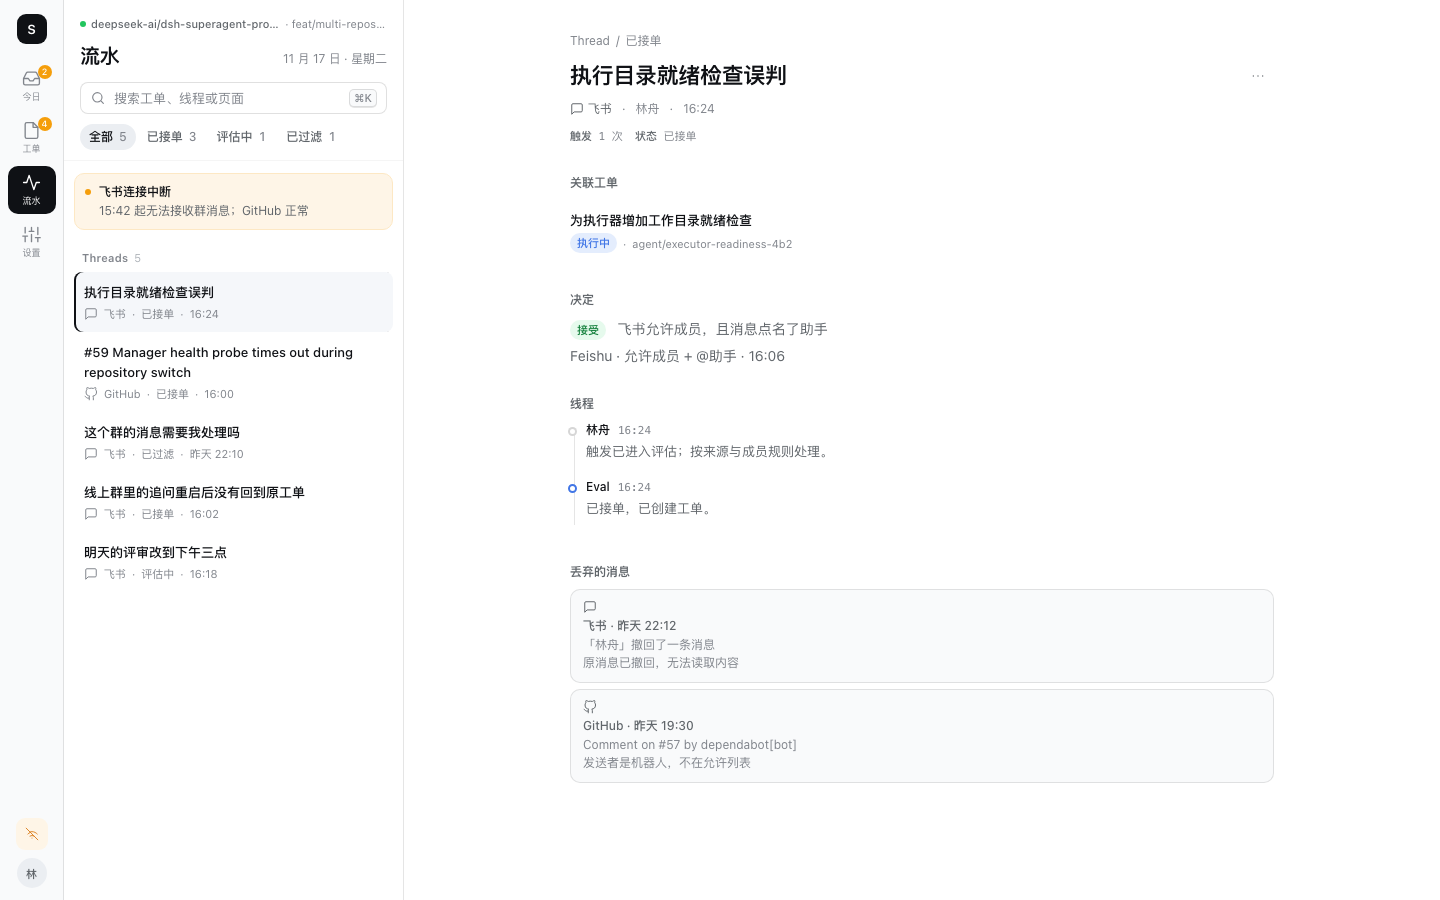 S
2
今日
4
工单
流水
设置
林
deepseek-ai/dsh-superagent-pro... · feat/multi-repos...
流水 11 月 17 日 · 星期二
搜索工单、线程或页面 ⌘K
全部 5 已接单 3 评估中 1 已过滤 1
飞书连接中断
15:42 起无法接收群消息；GitHub 正常
Threads 5
执行目录就绪检查误判
飞书 · 已接单 · 16:24
#59 Manager health probe times out during
repository switch
GitHub · 已接单 · 16:00
这个群的消息需要我处理吗
飞书 · 已过滤 · 昨天 22:10
线上群里的追问重启后没有回到原工单
飞书 · 已接单 · 16:02
明天的评审改到下午三点
飞书 · 评估中 · 16:18
Thread / 已接单
执行目录就绪检查误判 ...
飞书 · 林舟 · 16:24
触发 1 次 状态 已接单
关联工单
为执行器增加工作目录就绪检查
执行中 · agent/executor-readiness-4b2
决定
接受 飞书允许成员，且消息点名了助手
Feishu · 允许成员 + @助手 · 16:06
线程
林舟 16:24
触发已进入评估；按来源与成员规则处理。
Eval 16:24
已接单，已创建工单。
丢弃的消息
飞书 · 昨天 22:12
「林舟」撤回了一条消息
原消息已撤回，无法读取内容
GitHub · 昨天 19:30
Comment on #57 by dependabot[bot]
发送者是机器人，不在允许列表